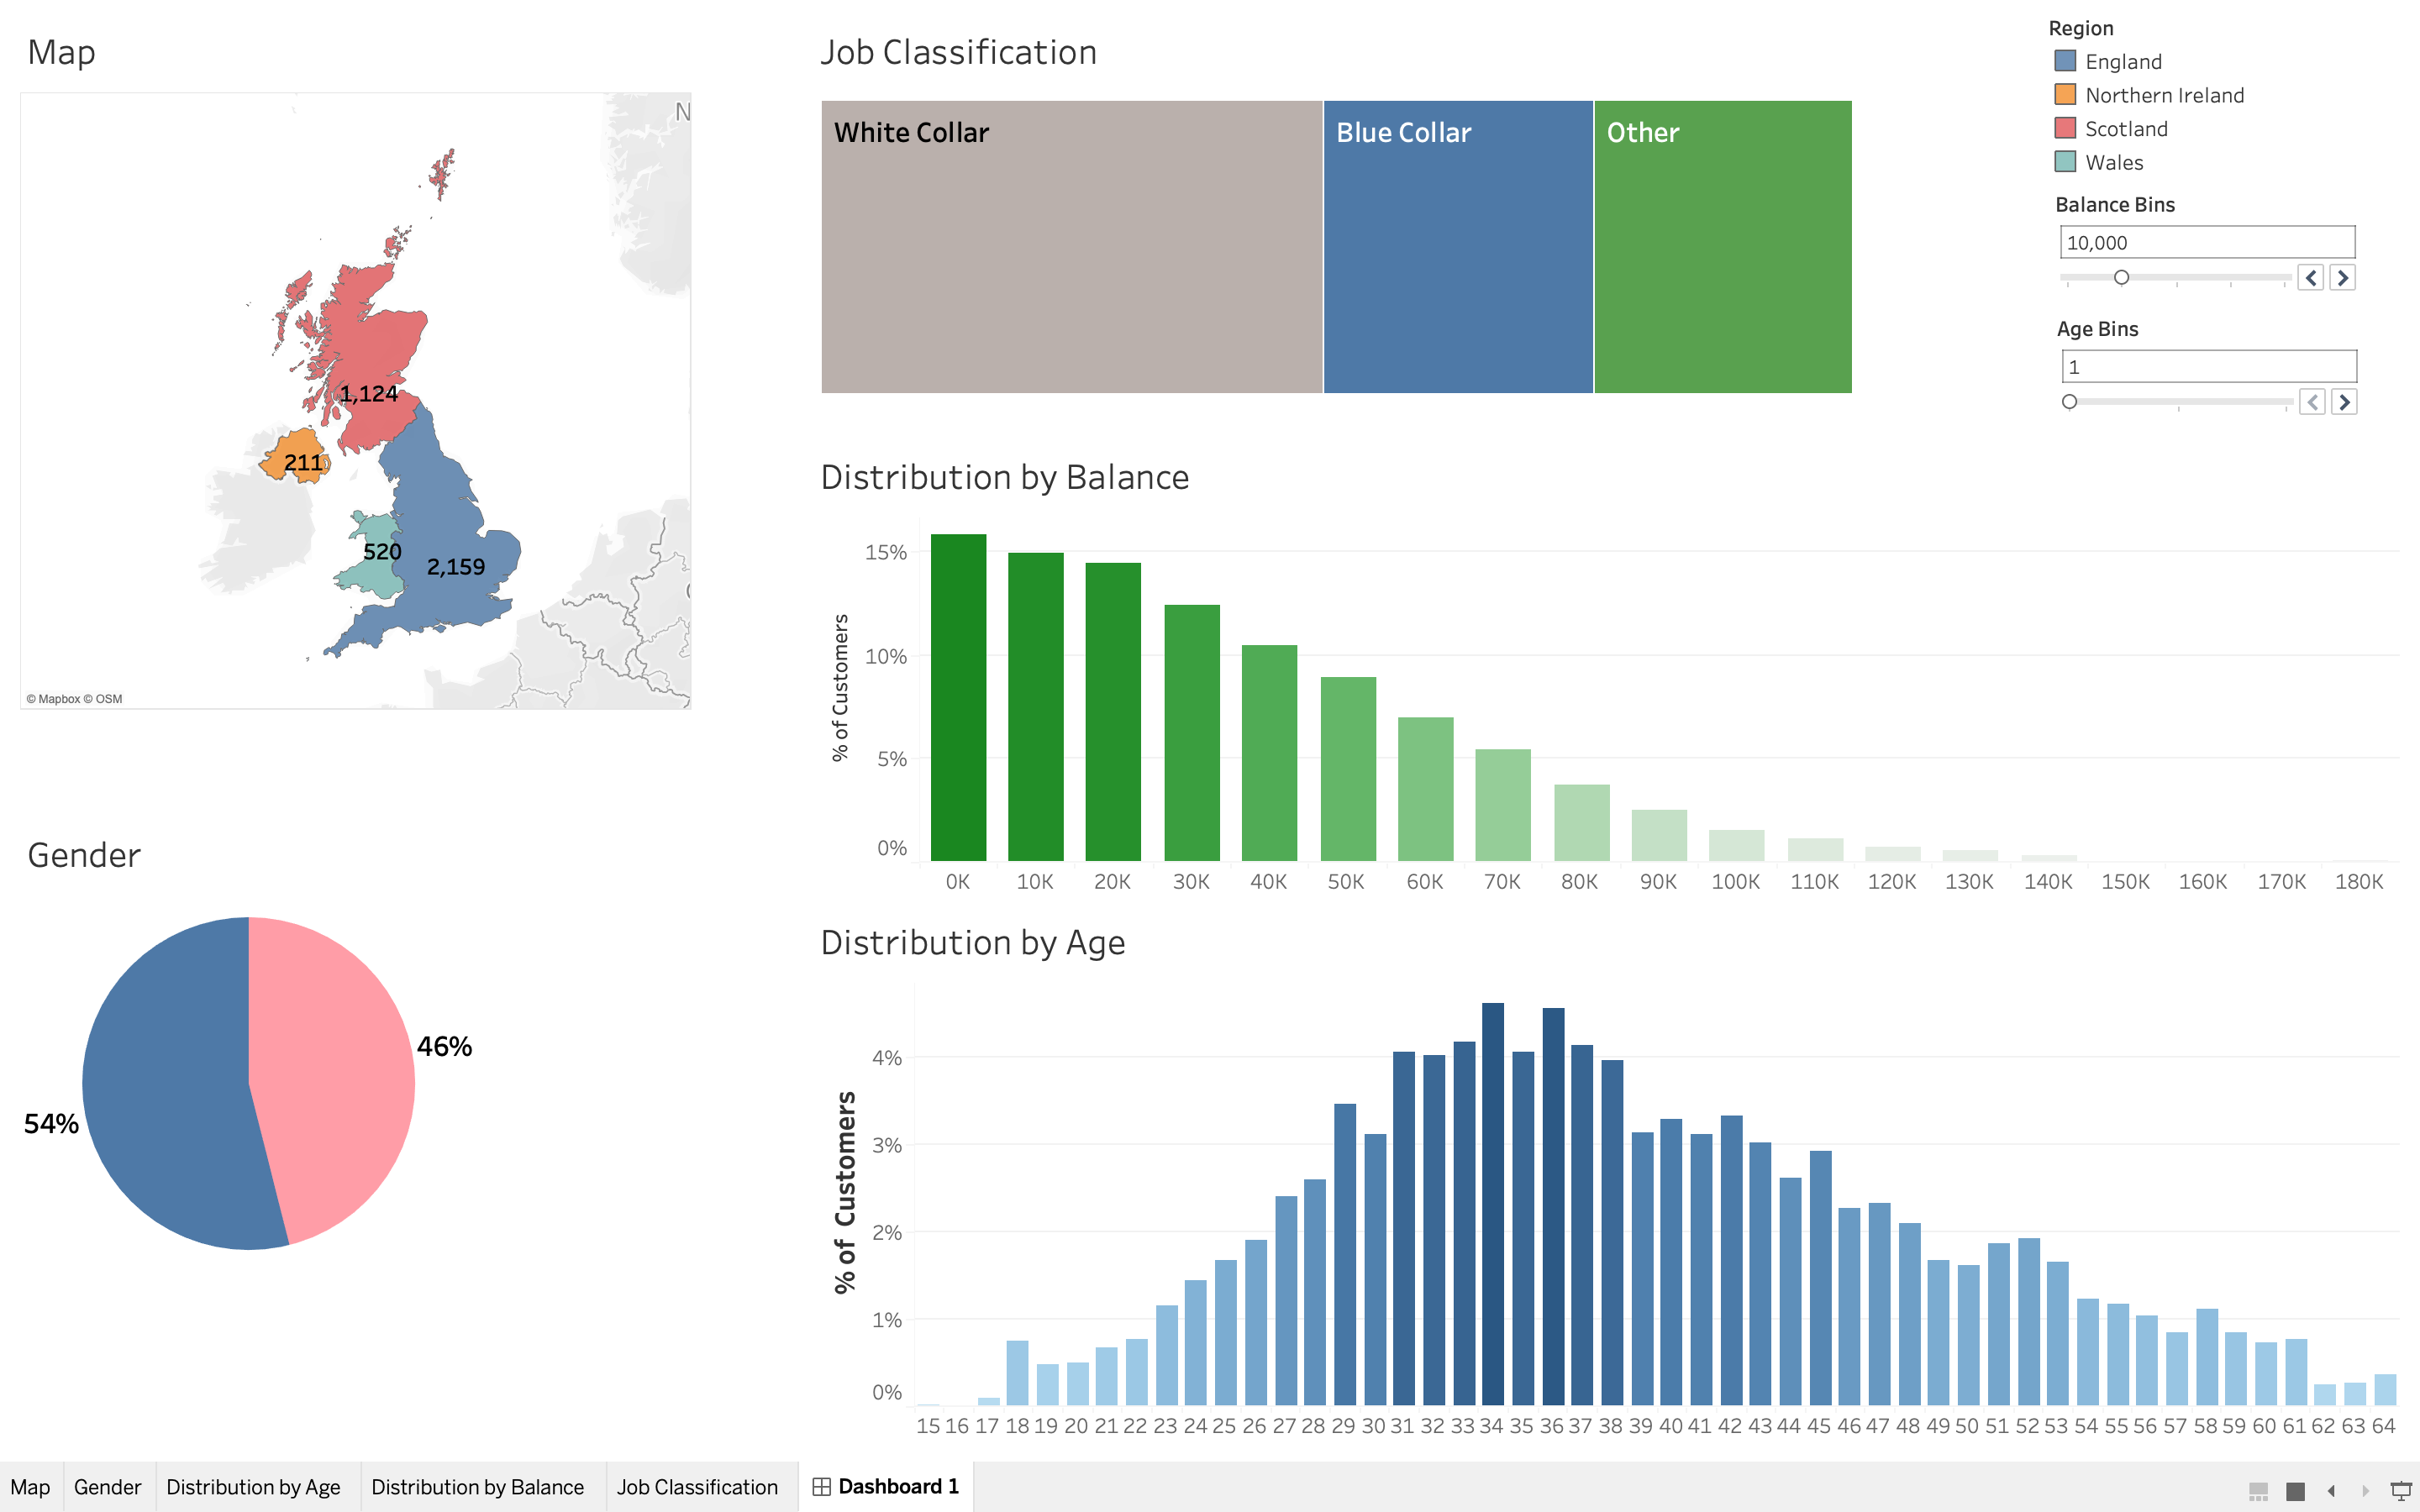 Map
N
1,124
211
520
2,159
© Mapbox © OSM
Gender
46%
54%
Job Classification
White Collar
Blue Collar
Other
Region
England
Northern Ireland
Scotland
Wales
Balance Bins
10,000
Age Bins
1
Distribution by Balance
% of Customers
15%
10%
5%
0%
0K 10K 20K 30K 40K 50K 60K 70K 80K 90K 100K 110K 120K 130K 140K 150K 160K 170K 180K
Distribution by Age
% of Customers
4%
3%
2%
1%
0%
15 16 17 18 19 20 21 22 23 24 25 26 27 28 29 30 31 32 33 34 35 36 37 38 39 40 41 42 43 44 45 46 47 48 49 50 51 52 53 54 55 56 57 58 59 60 61 62 63 64
Map Gender Distribution by Age Distribution by Balance Job Classification Dashboard 1